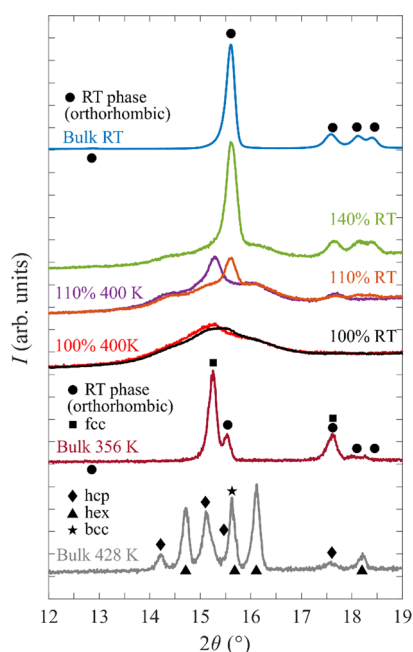 RT phase
(orthorhombic)
Bulk RT
140% RT
110% 400 K
110% RT
100% 400K
100% RT
RT phase
(orthorhombic)
fcc
Bulk 356 K
hcp
hex
bcc
Bulk 428 K
I (arb. units)
12 13 14 15 16 17 18 19
2θ (°)